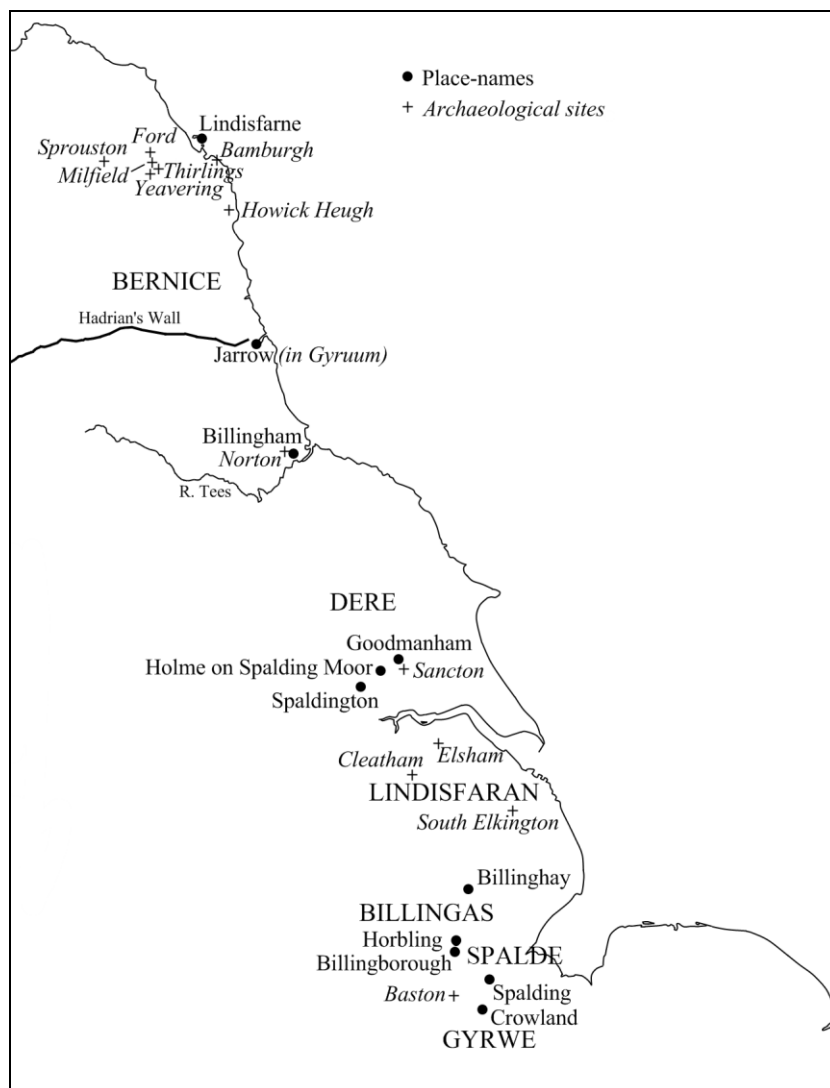 Place-names
Archaeological sites
Lindisfarne
Ford
Bamburgh
Sprouston
Thirlings
Milfield
Yeavering
Howick Heugh
BERNICE
Hadrian's Wall
Jarrow (in Gyruum)
Billingham
Norton
R. Tees
DERE
Goodmanham
Holme on Spalding Moor
Sancton
Spaldington
Elsham
Cleatham
LINDISFARAN
South Elkington
Billinghay
BILLINGAS
Horbling
Billingborough
SPALDE
Baston
Spalding
Crowland
GYRWE